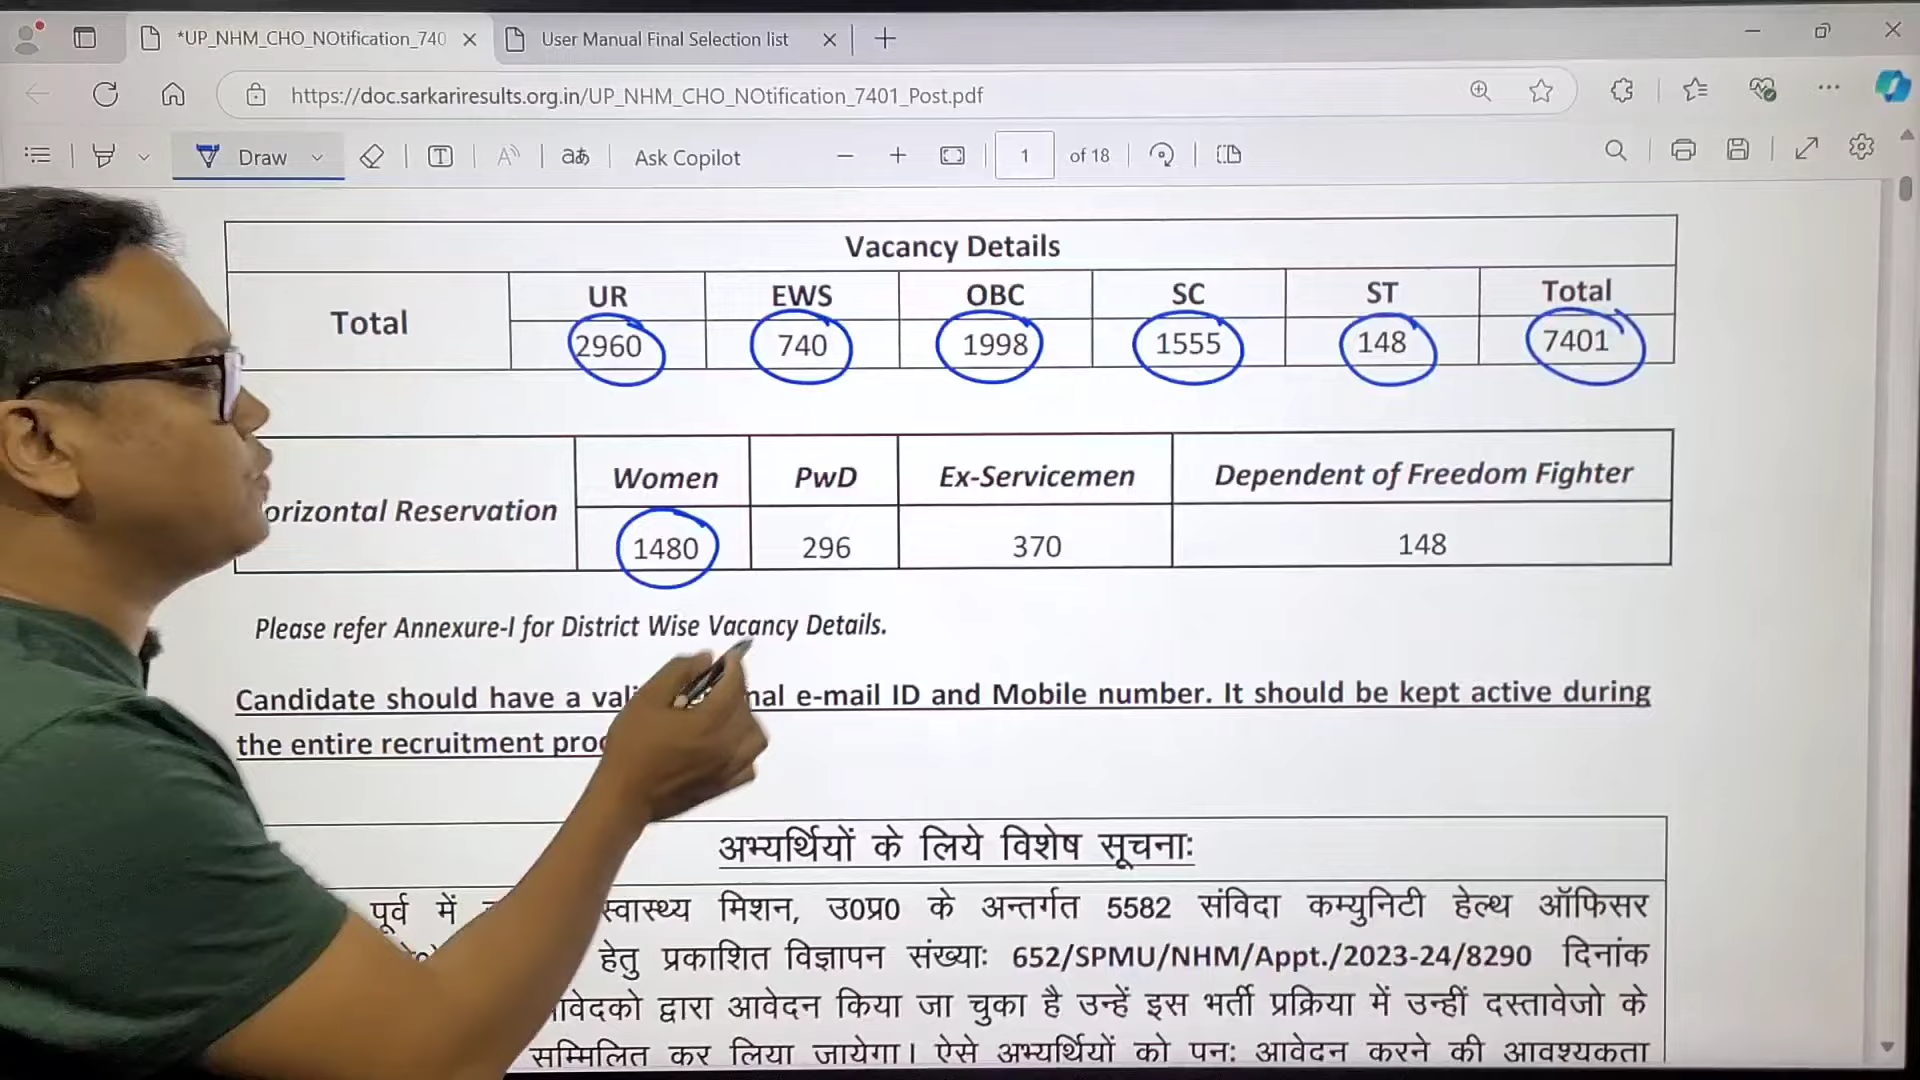 *UP_NHM_CHO_NOtification_740
User Manual Final Selection list
https://doc.sarkariresults.org.in/UP_NHM_CHO_NOtification_7401_Post.pdf
Draw
aあ
Ask Copilot
1 of 18
Vacancy Details
Total UR EWS OBC SC ST Total
2960 740 1998 1555 148 7401
orizontal Reservation Women PwD Ex-Servicemen Dependent of Freedom Fighter
1480 296 370 148
Please refer Annexure-I for District Wise Vacancy Details.
Candidate should have a vali nal e-mail ID and Mobile number. It should be kept active during
the entire recruitment pro
अभ्यर्थियों के लिये विशेष सूचनाः
पूर्व में स्वास्थ्य मिशन, उ0प्र0 के अन्तर्गत 5582 संविदा कम्युनिटी हेल्थ ऑफिसर
हेतु प्रकाशित विज्ञापन संख्याः 652/SPMU/NHM/Appt./2023-24/8290 दिनांक
द्वारा आवेदन किया जा चुका है उन्हें इस भर्ती प्रक्रिया में उन्हीं दस्तावेजो के
सम्मिलित कर लिया जायेगा। ऐसे अभ्यर्थियों को पुनः आवेदन करने की आवश्यकता